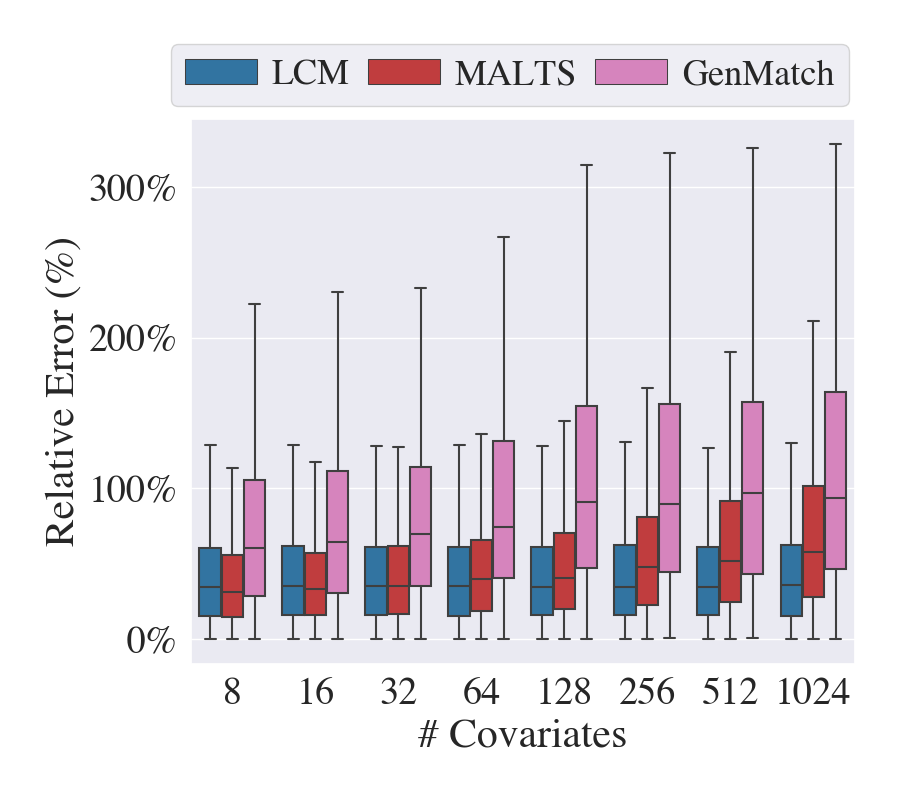 LCM MALTS GenMatch
Relative Error (%)
300%
200%
100%
0%
8 16 32 64 128 256 512 1024
# Covariates